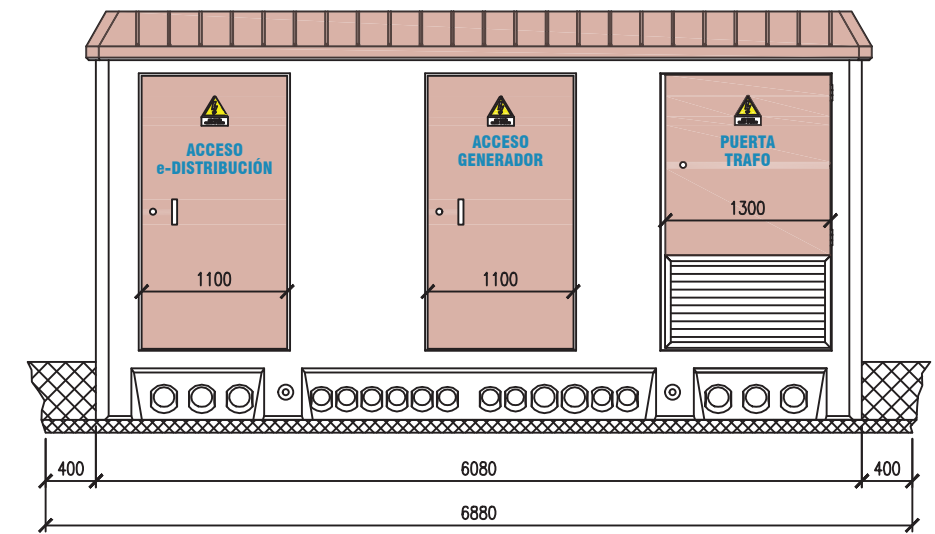 ACCESO
e-DISTRIBUCIÓN
ACCESO
GENERADOR
PUERTA
TRAFO
1300
1100
1100
400
6080
400
6880